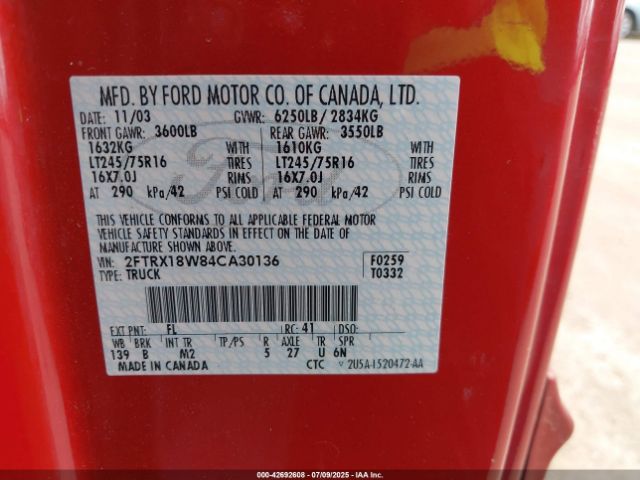 MFD. BY FORD MOTOR CO. OF CANADA, LTD.
DATE: 11/03 GVWR: 6250LB / 2834KG
FRONT GAWR: 3600LB REAR GAWR: 3550LB
1632KG WITH 1610KG WITH
LT245/75R16 TIRES LT245/75R16 TIRES
16X7.0J RIMS 16X7.0J RIMS
AT 290 kPa/42 PSI COLD AT 290 kPa/42 PSI COLD
THIS VEHICLE CONFORMS TO ALL APPLICABLE FEDERAL MOTOR
VEHICLE SAFETY STANDARDS IN EFFECT ON THE DATE OF
MANUFACTURE SHOWN ABOVE.
VIN: 2FTRX18W84CA30136 F0259
TYPE: TRUCK T0332
EXT PNT: FL RC: 41 DSO:
WB BRK INT TR TP/PS R AXLE TR SPR
139 B M2 5 27 U 6N
MADE IN CANADA CTC V 2U5A-1520472-AA
Ford
000-42692608 - 07/09/2025 - IAAI.com